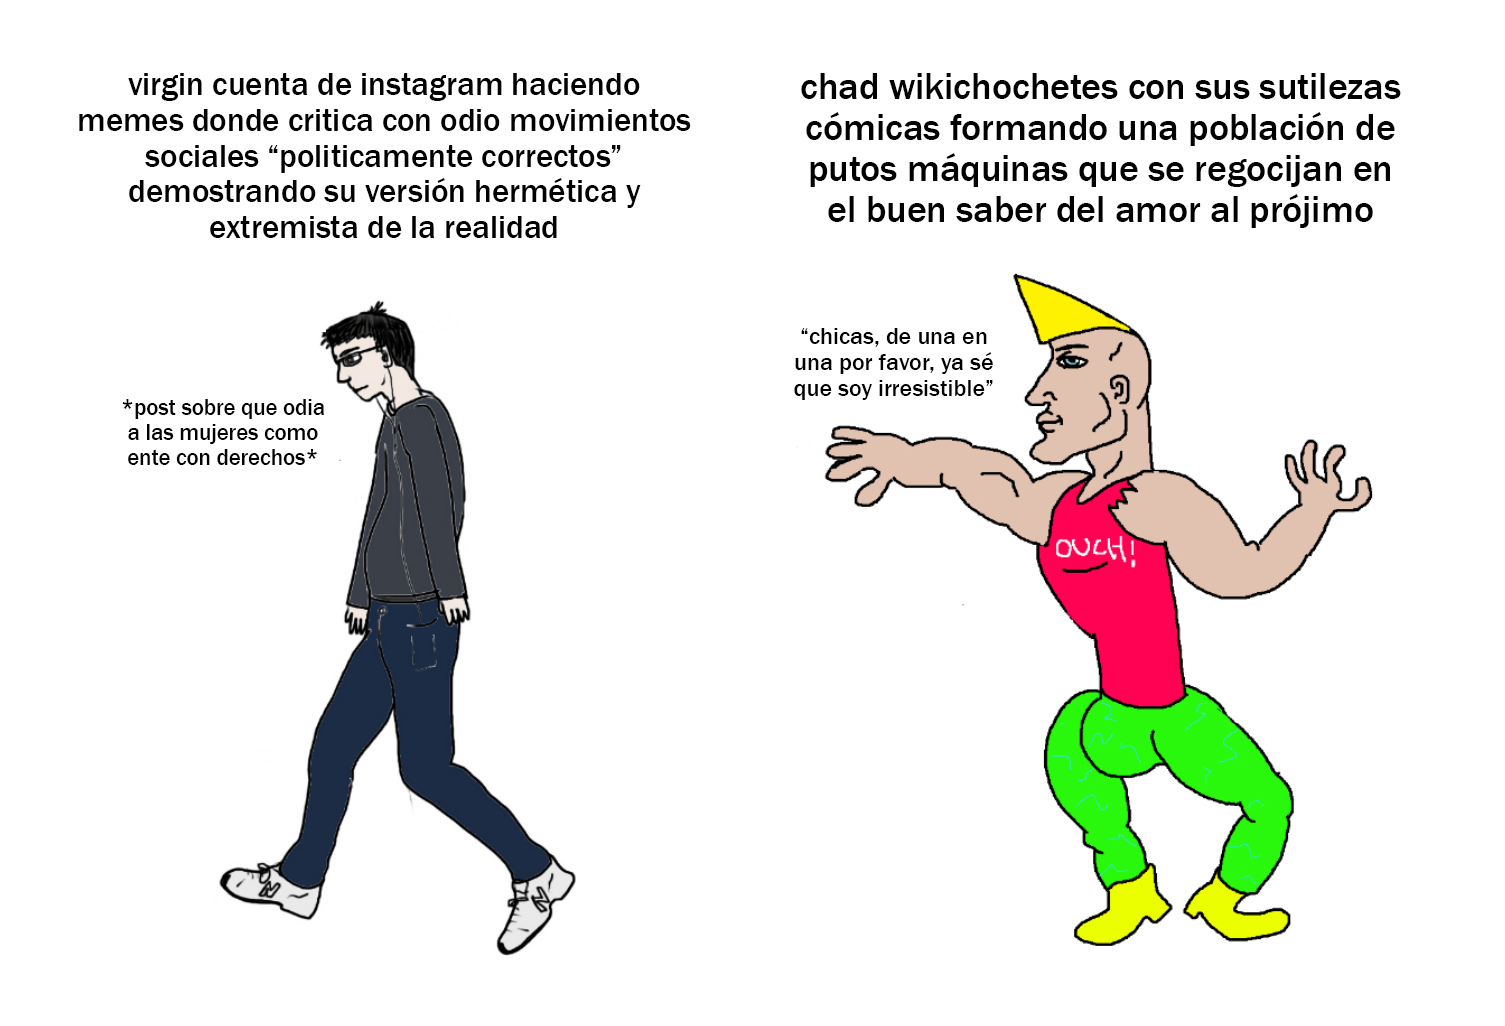 virgin cuenta de instagram haciendo
memes donde critica con odio movimientos
sociales “politicamente correctos”
demostrando su versión hermética y
extremista de la realidad
*post sobre que odia
a las mujeres como
ente con derechos*
chad wikichochetes con sus sutilezas
cómicas formando una población de
putos máquinas que se regocijan en
el buen saber del amor al prójimo
“chicas, de una en
una por favor, ya sé
que soy irresistible”
OUCH!
N
N